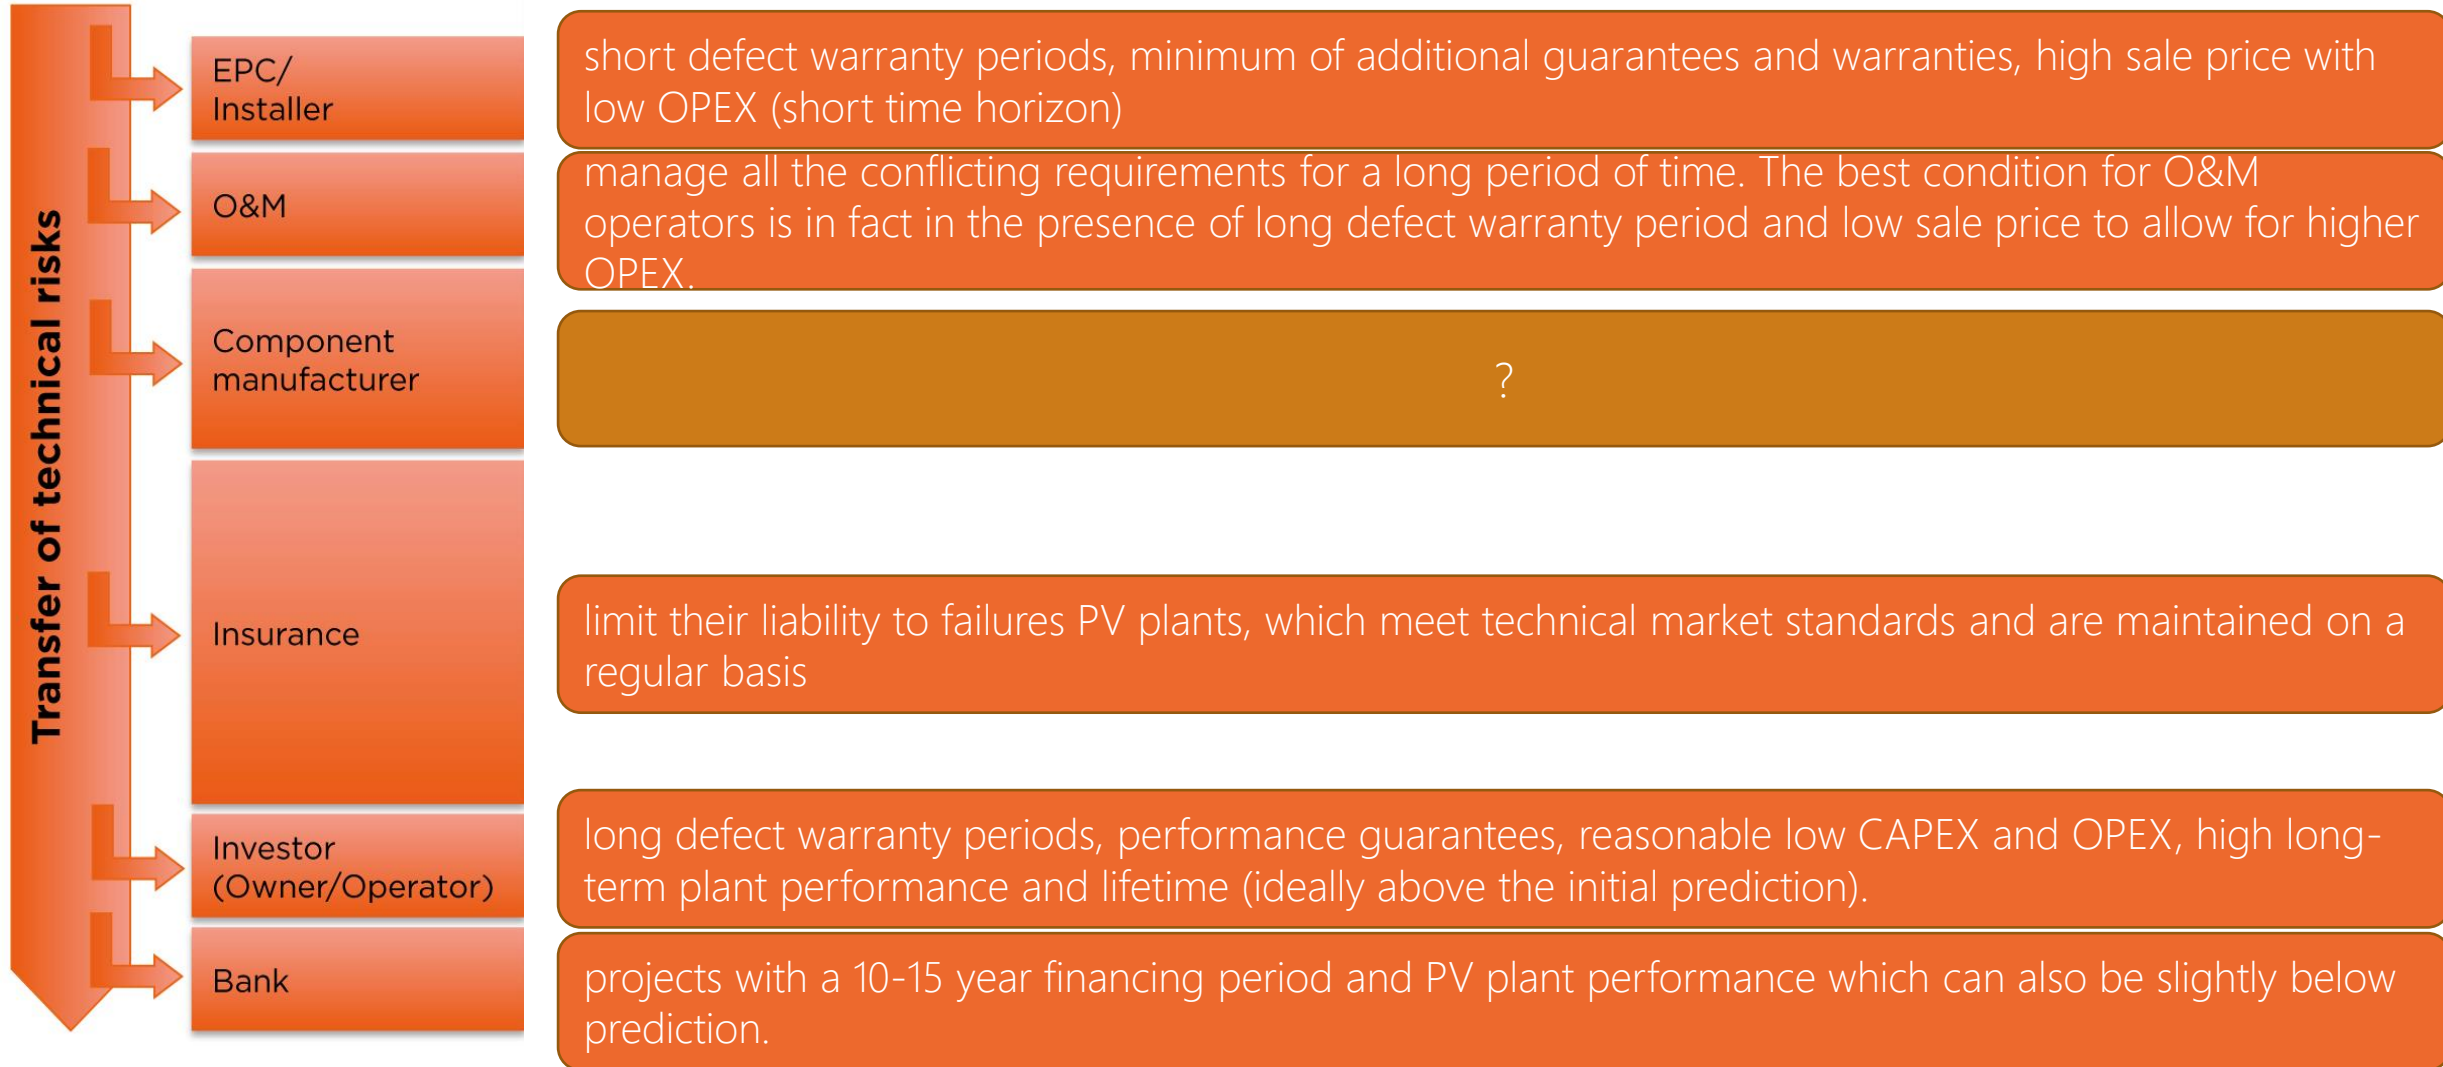 Transfer of technical risks
EPC/
Installer
short defect warranty periods, minimum of additional guarantees and warranties, high sale price with
low OPEX (short time horizon)
O&M
manage all the conflicting requirements for a long period of time. The best condition for O&M
operators is in fact in the presence of long defect warranty period and low sale price to allow for higher
OPEX.
Component
manufacturer
?
Insurance
limit their liability to failures PV plants, which meet technical market standards and are maintained on a
regular basis
Investor
(Owner/Operator)
long defect warranty periods, performance guarantees, reasonable low CAPEX and OPEX, high long-
term plant performance and lifetime (ideally above the initial prediction).
Bank
projects with a 10-15 year financing period and PV plant performance which can also be slightly below
prediction.